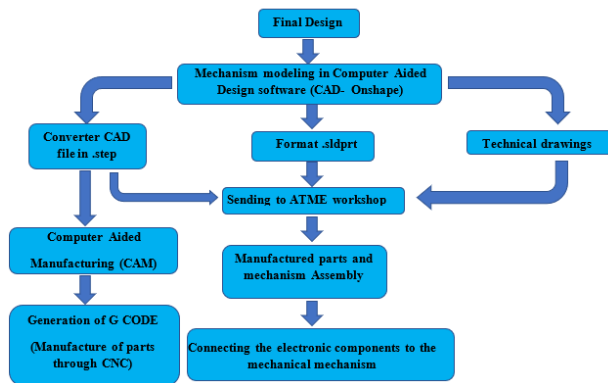 Final Design
Mechanism modeling in Computer Aided
Design software (CAD- Onshape)
Converter CAD
file in .step
Format .sldprt
Technical drawings
Sending to ATME workshop
Computer Aided
Manufacturing (CAM)
Manufactured parts and
mechanism Assembly
Generation of G CODE
(Manufacture of parts
through CNC)
Connecting the electronic components to the
mechanical mechanism